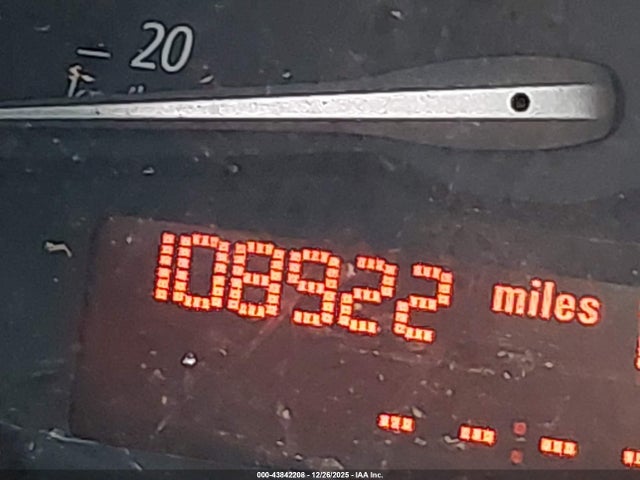 – 20
108922 miles
-- --:-- --
000-43842208 - 12/26/2025 - IAA Inc.